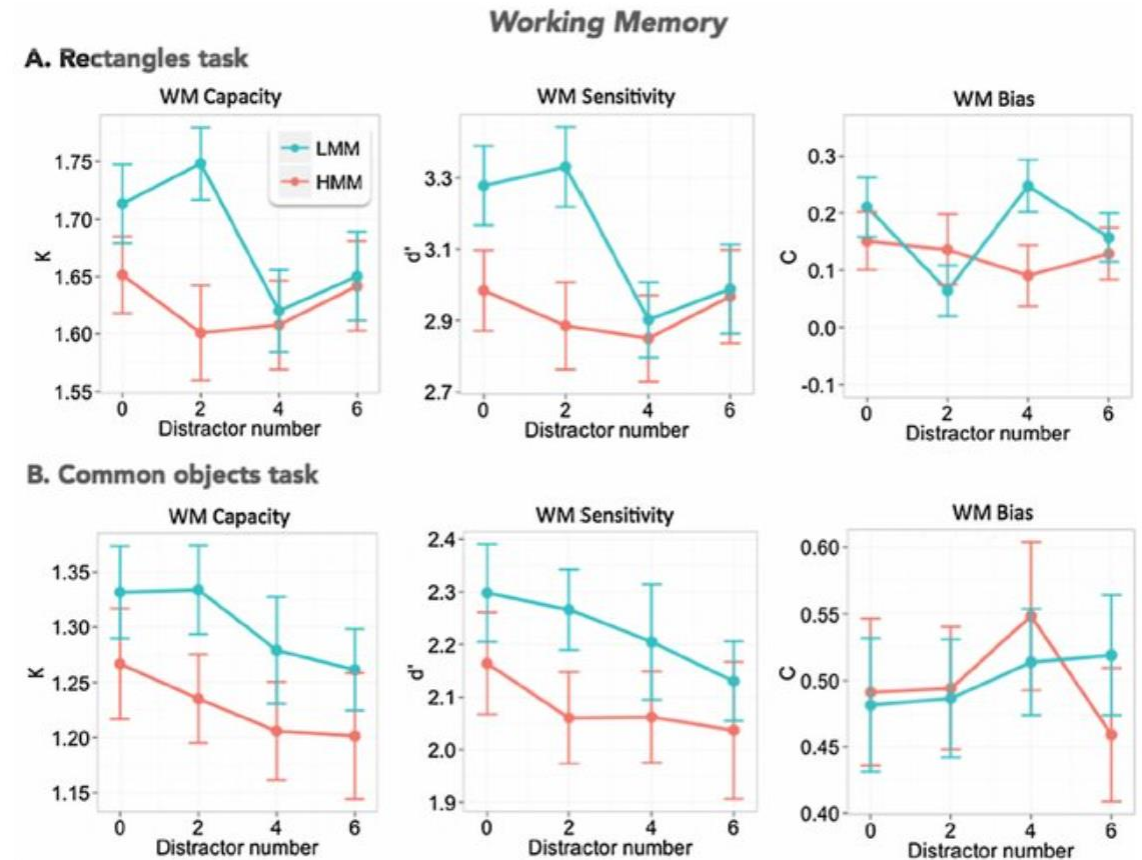 Working Memory
A. Rectangles task
WM Capacity
WM Sensitivity
WM Bias
LMM
HMM
K
1.75
1.70
1.65
1.60
1.55
0 2 4 6
Distractor number
d'
3.3
3.1
2.9
2.7
0 2 4 6
Distractor number
C
0.3
0.2
0.1
0.0
-0.1
0 2 4 6
Distractor number
B. Common objects task
WM Capacity
WM Sensitivity
WM Bias
K
1.35
1.30
1.25
1.20
1.15
0 2 4 6
Distractor number
d'
2.4
2.3
2.2
2.1
2.0
1.9
0 2 4 6
Distractor number
C
0.60
0.55
0.50
0.45
0.40
0 2 4 6
Distractor number